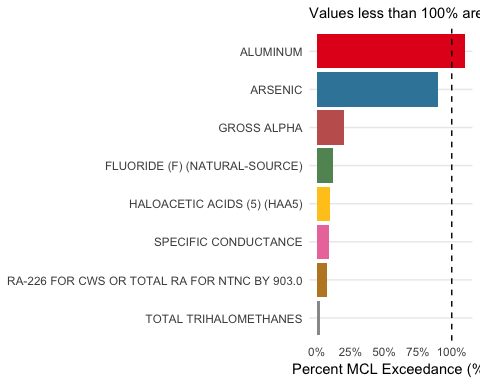 Values less than 100% are
ALUMINUM
ARSENIC
GROSS ALPHA
FLUORIDE (F) (NATURAL-SOURCE)
HALOACETIC ACIDS (5) (HAA5)
SPECIFIC CONDUCTANCE
RA-226 FOR CWS OR TOTAL RA FOR NTNC BY 903.0
TOTAL TRIHALOMETHANES
0% 25% 50% 75% 100%
Percent MCL Exceedance (%